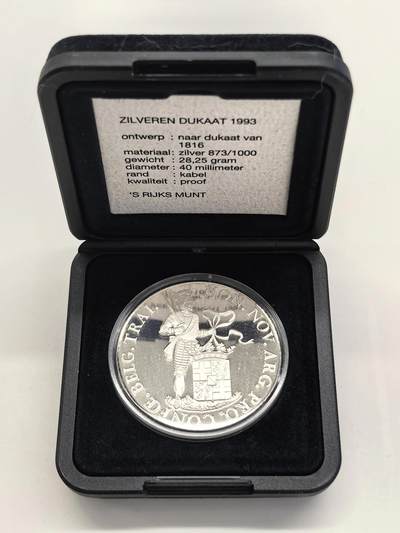 ZILVEREN DUKAAT 1993
ontwerp : naar dukaat van
1816
materiaal: zilver 873/1000
gewicht : 28,25 gram
diameter : 40 millimeter
rand : kabel
kwaliteit : proof
'S RIJKS MUNT
NOV. ARG. PRO. CONFOE. BELG. TRAI.